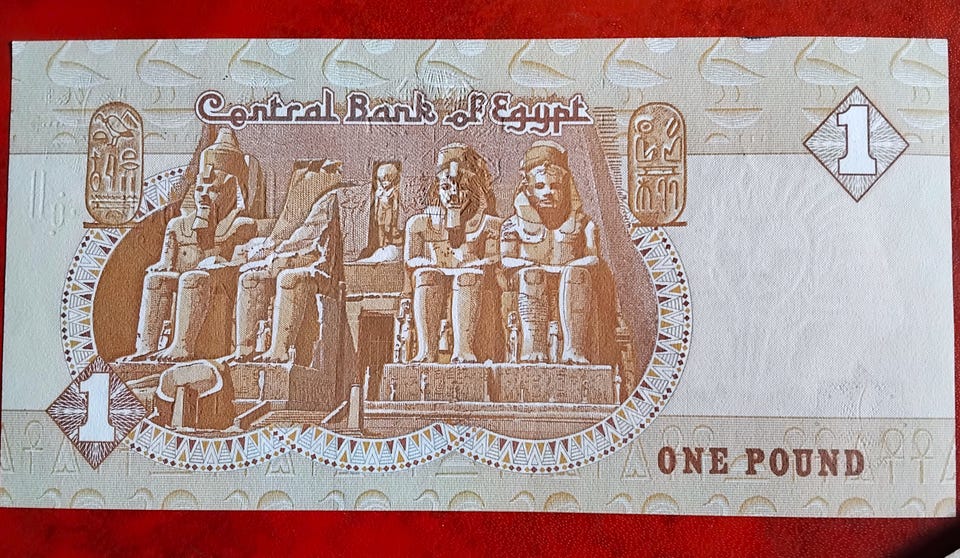 Central Bank of Egypt
1
1
ONE POUND